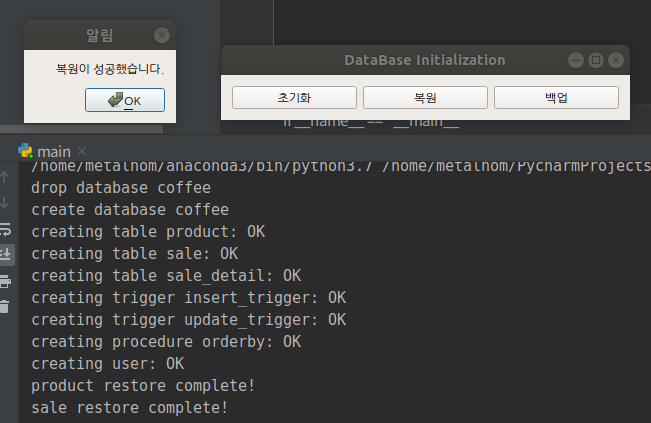 알림
복원이 성공했습니다.
OK
DataBase Initialization
초기화
복원
백업
if __name__ == '__main__
main
/home/metalnom/anaconda3/bin/python3.7 /home/metalnom/PycharmProjects
drop database coffee
create database coffee
creating table product: OK
creating table sale: OK
creating table sale_detail: OK
creating trigger insert_trigger: OK
creating trigger update_trigger: OK
creating procedure orderby: OK
creating user: OK
product restore complete!
sale restore complete!